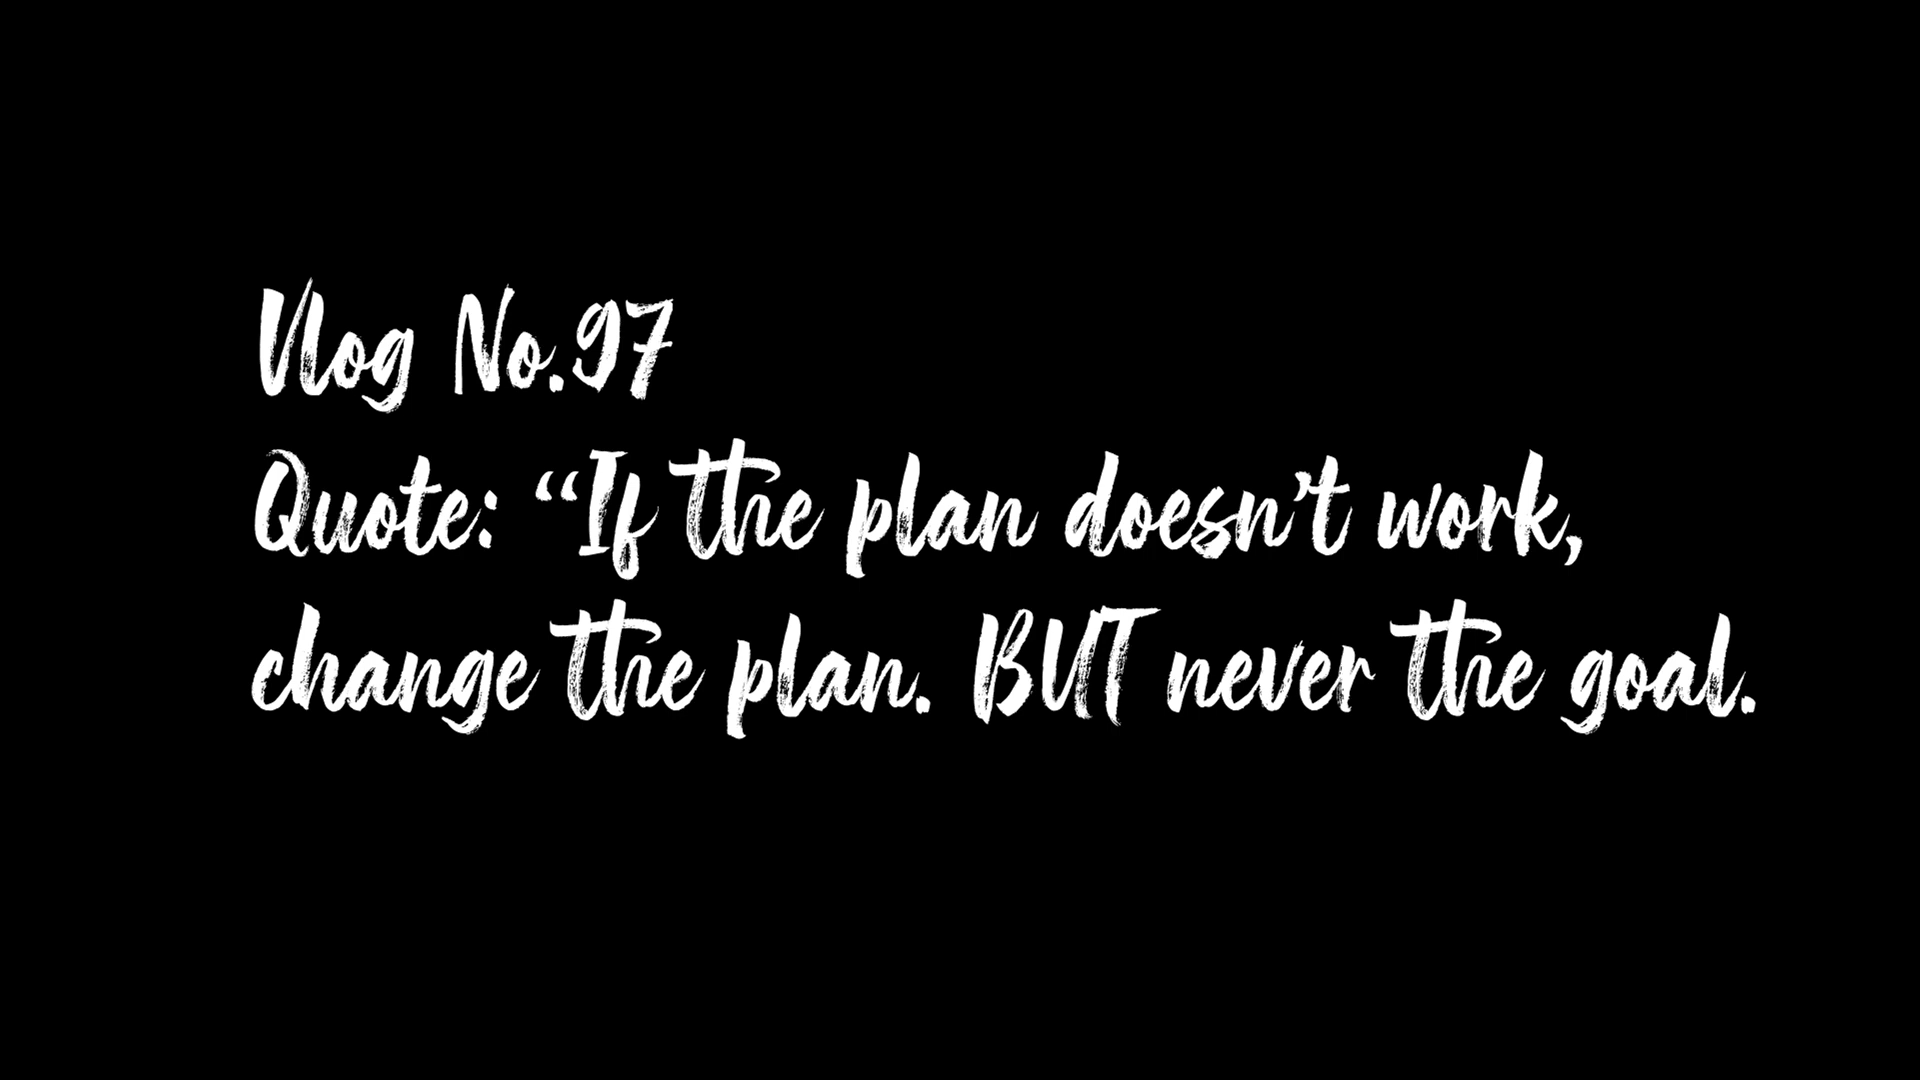 Vlog No.97
Quote: “If the plan doesn’t work,
change the plan. BUT never the goal.